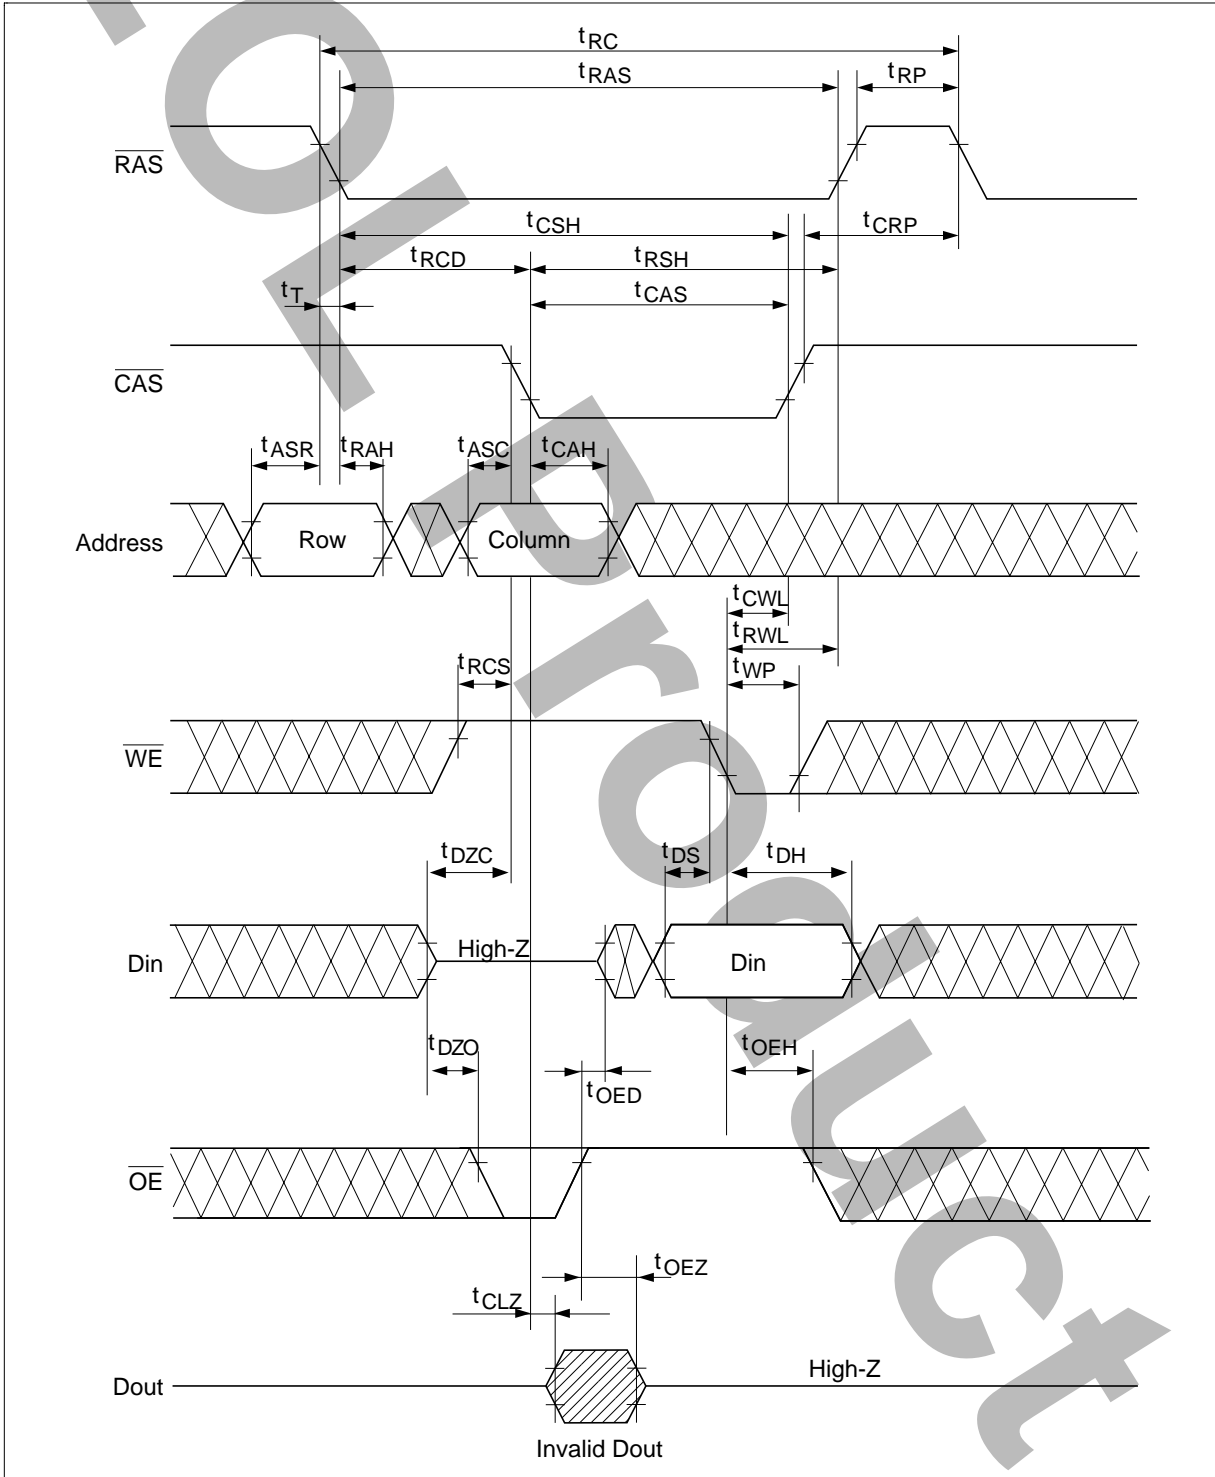 tRC
tRAS
tRP
RAS
tCSH
tCRP
tRCD
tRSH
tT
tCAS
CAS
tASR
tRAH
tASC
tCAH
Address
Row
Column
tCWL
tRWL
tRCS
tWP
WE
tDZC
tDS
tDH
Din
High-Z
Din
tDZO
tOEH
tOED
OE
tOEZ
tCLZ
Dout
High-Z
Invalid Dout
EOL Product